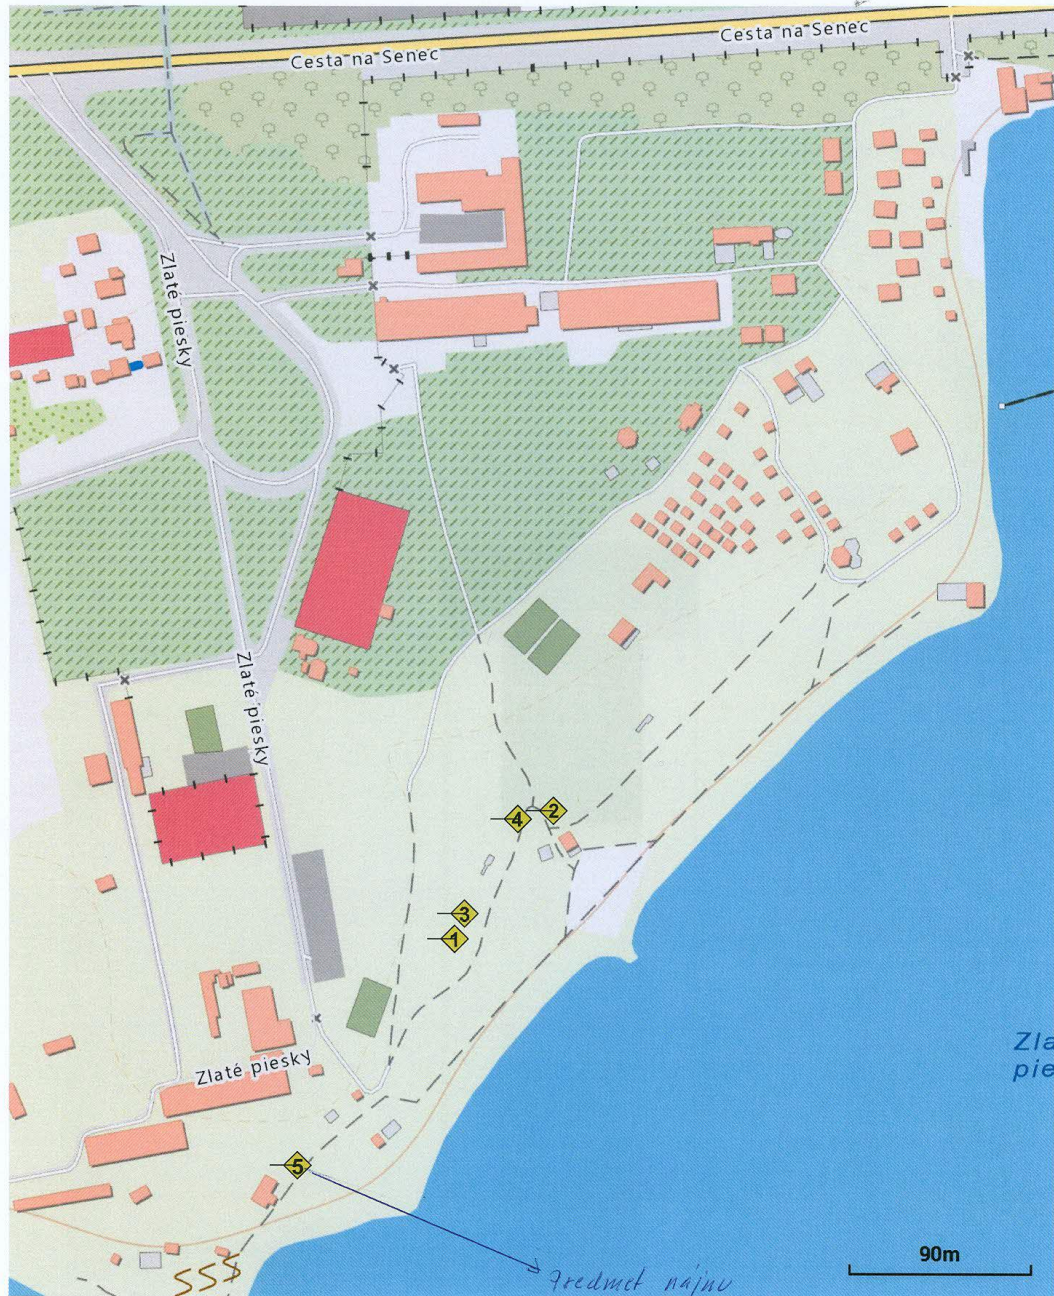 Cesta na Senec
Cesta na Senec
Zlaté piesky
Zlaté piesky
2
4
3
1
Zla
pie
Zlaté piesky
5
90m
Predmet nájmu